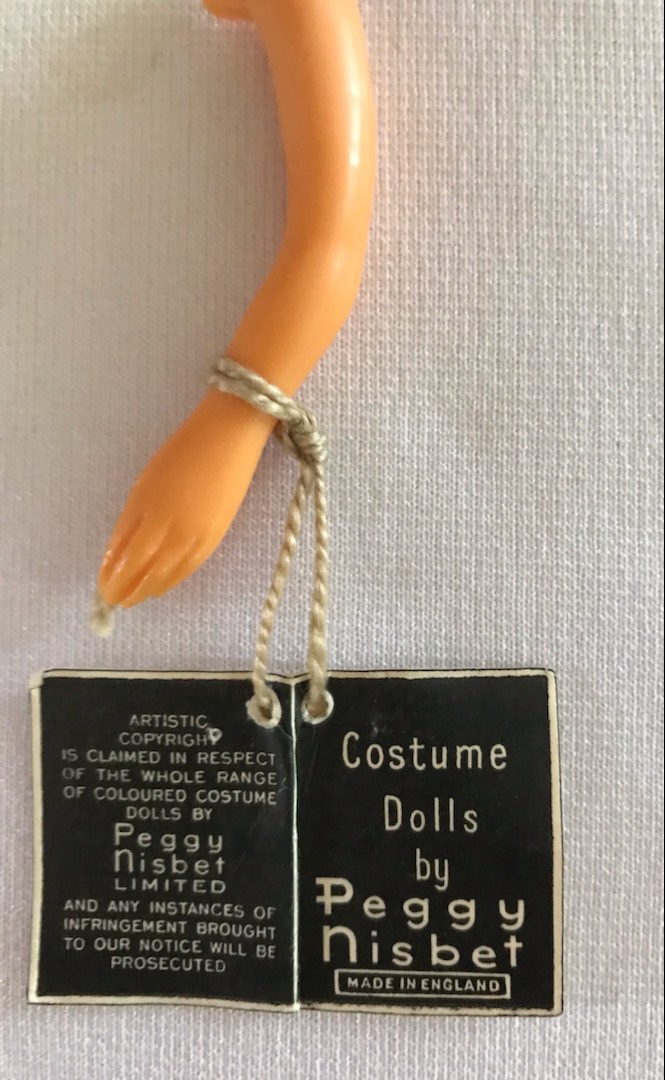 ARTISTIC
COPYRIGHT
IS CLAIMED IN RESPECT
OF THE WHOLE RANGE
OF COLOURED COSTUME
DOLLS BY
Peggy
Nisbet
LIMITED
AND ANY INSTANCES OF
INFRINGEMENT BROUGHT
TO OUR NOTICE WILL BE
PROSECUTED
Costume
Dolls
by
Peggy
Nisbet
MADE IN ENGLAND